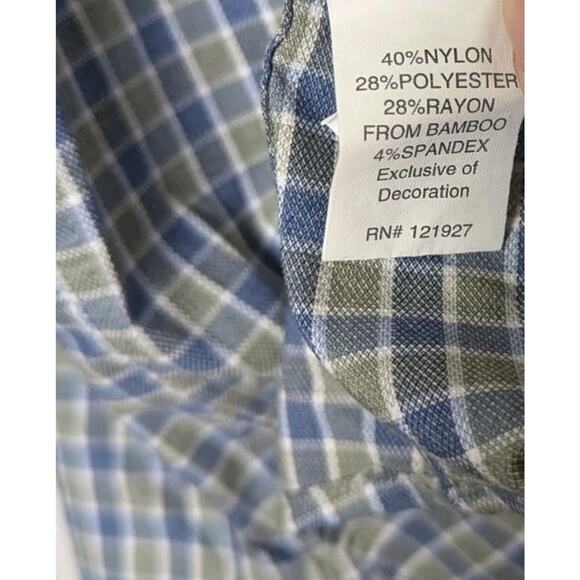 40%NYLON
28%POLYESTER
28%RAYON
FROM BAMBOO
4%SPANDEX
Exclusive of
Decoration
RN# 121927